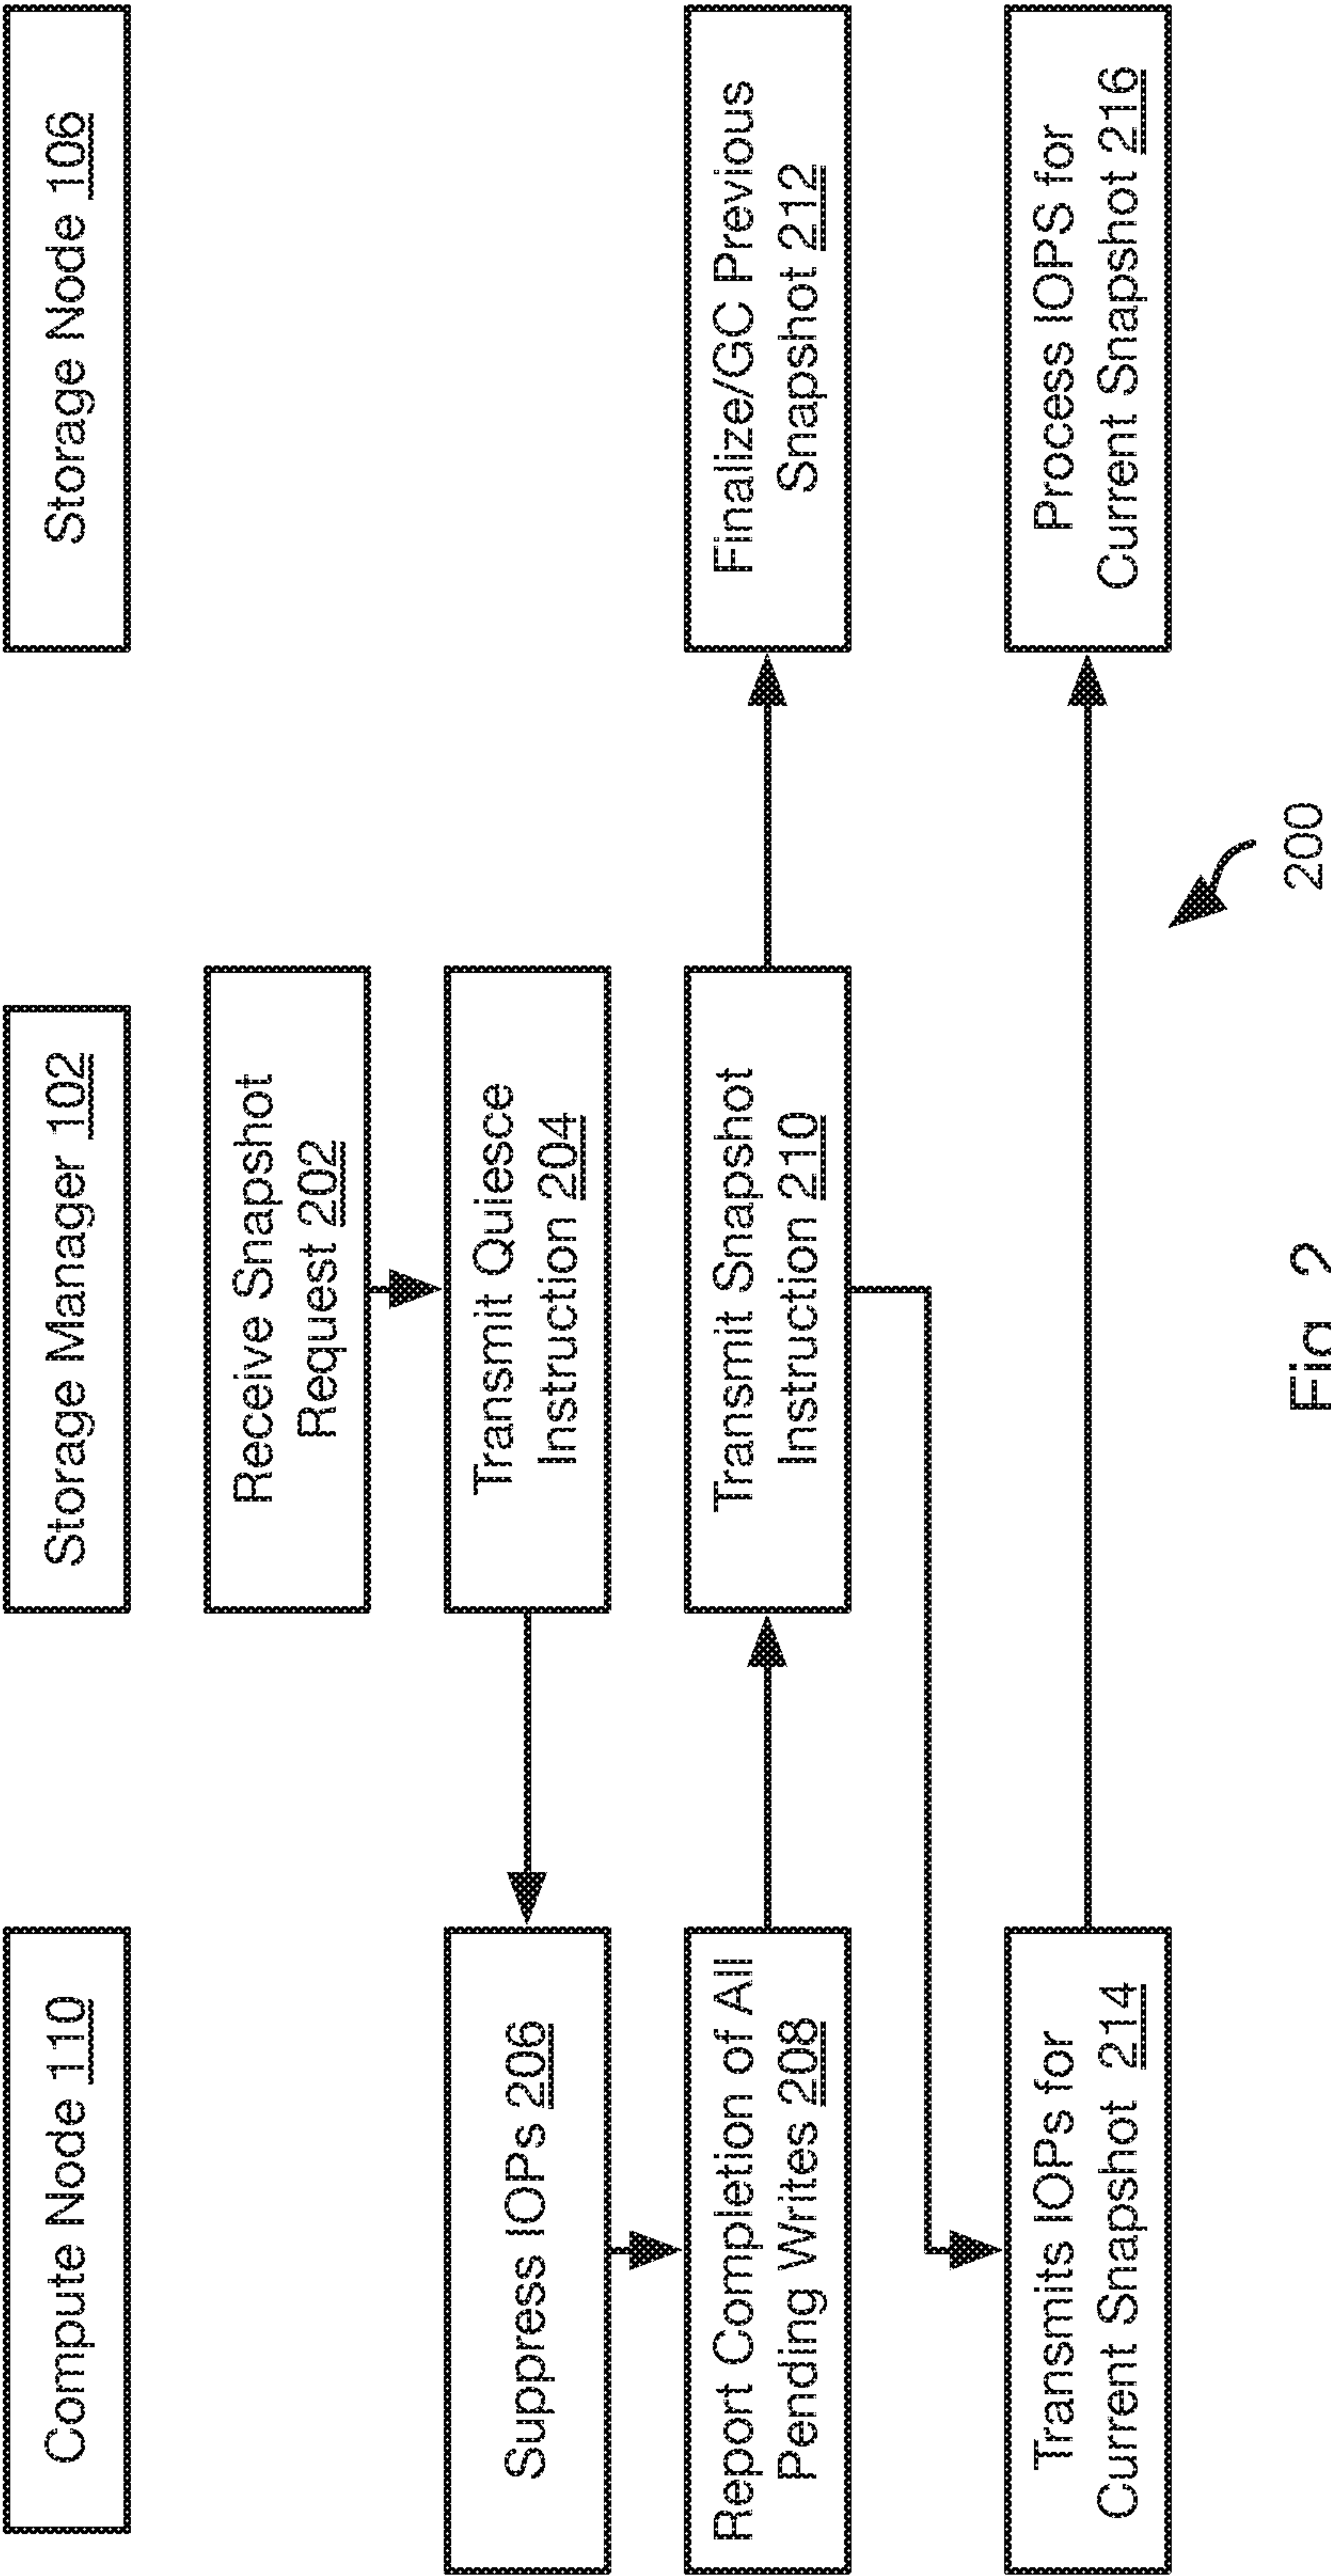 Compute Node 110
Storage Manager 102
Storage Node 106
Receive Snapshot
Request 202
Transmit Quiesce
Instruction 204
Suppress IOPs 206
Report Completion of All
Pending Writes 208
Transmit Snapshot
Instruction 210
Finalize/GC Previous
Snapshot 212
Transmits IOPs for
Current Snapshot 214
Process IOPS for
Current Snapshot 216
200
Fig. 2